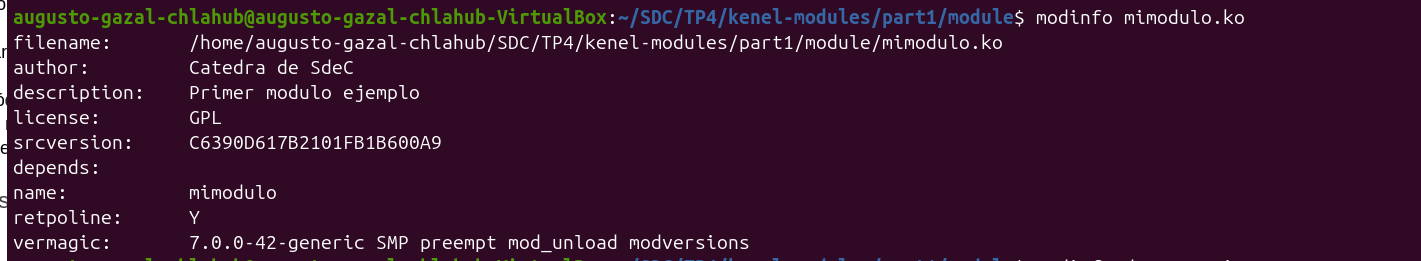 augusto-gazal-chlahub@augusto-gazal-chlahub-VirtualBox:~/SDC/TP4/kenel-modules/part1/module$ modinfo mimodulo.ko
filename:       /home/augusto-gazal-chlahub/SDC/TP4/kenel-modules/part1/module/mimodulo.ko
author:         Catedra de SdeC
description:    Primer modulo ejemplo
license:        GPL
srcversion:     C6390D617B2101FB1B600A9
depends:
name:           mimodulo
retpoline:      Y
vermagic:       7.0.0-42-generic SMP preempt mod_unload modversions